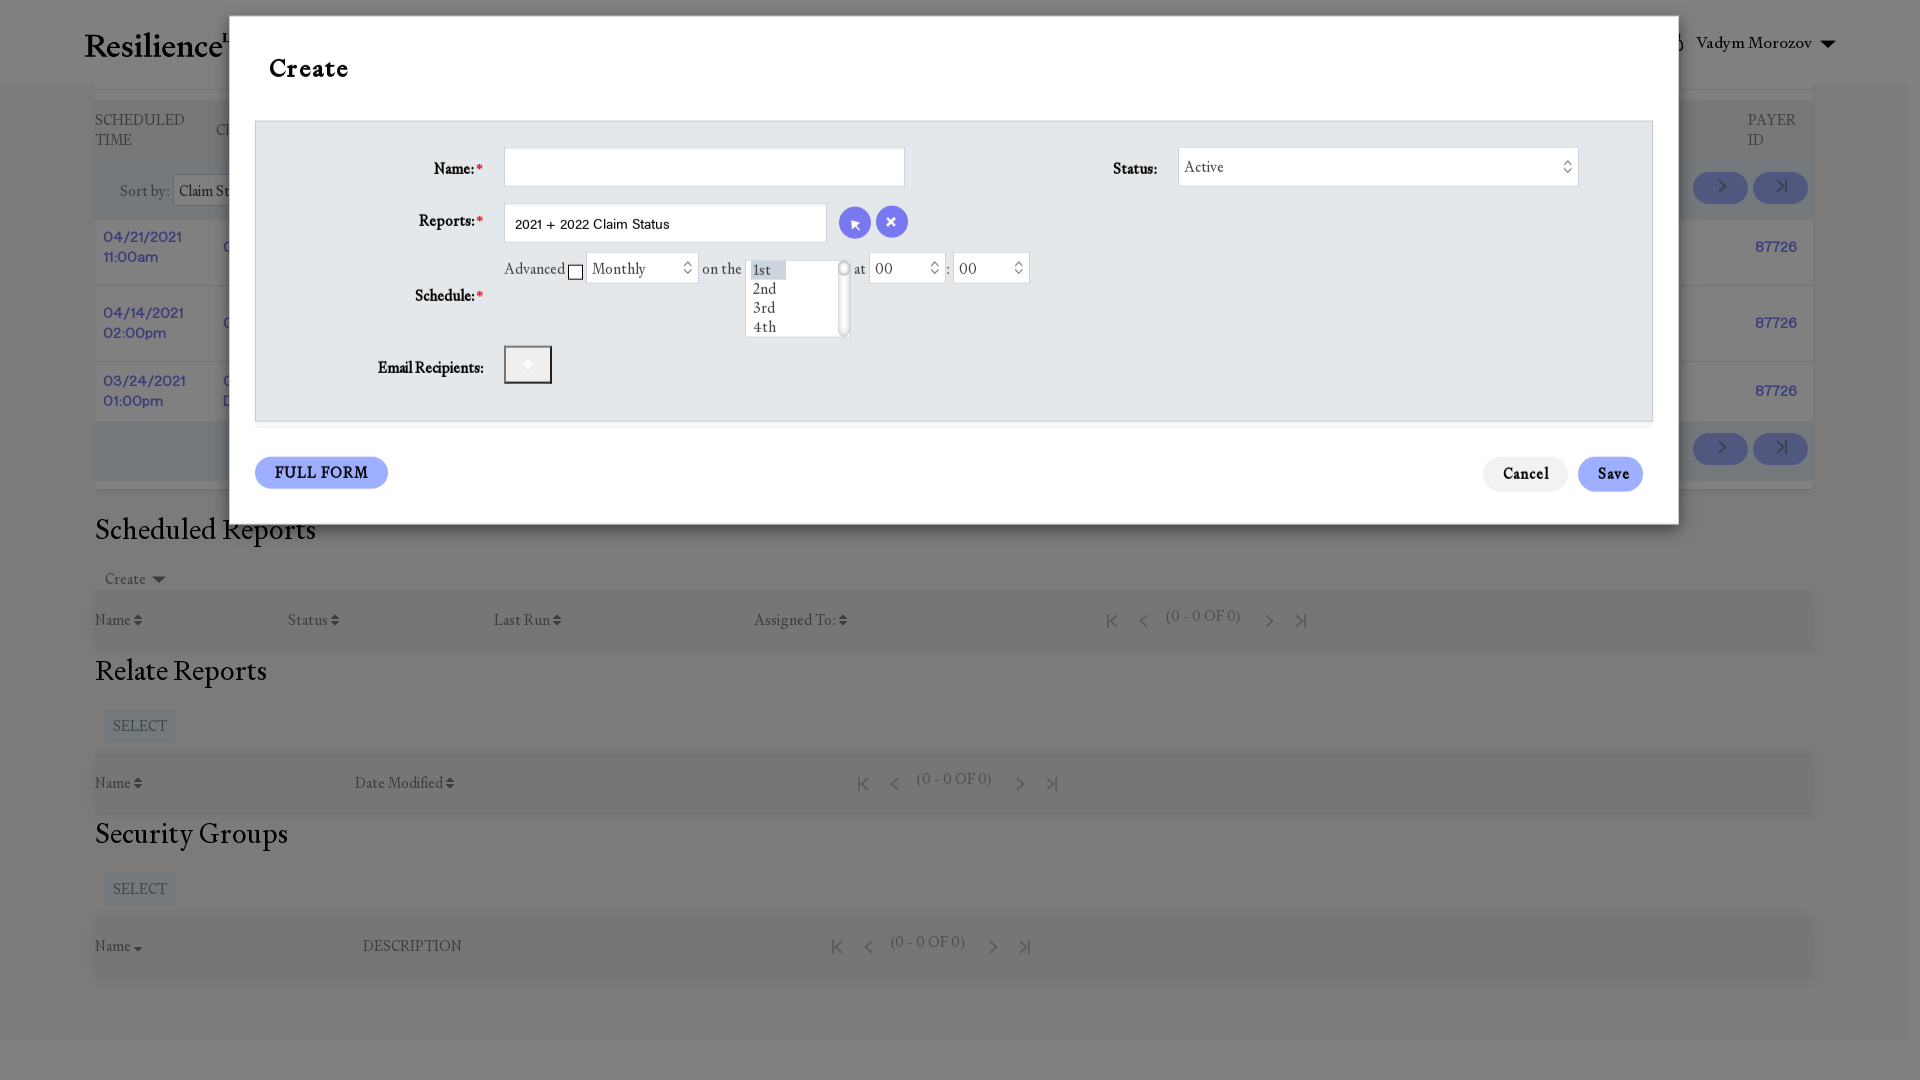 Resilience
Vadym Morozov
Create
SCHEDULED
TIME
PAYER
ID
Name:*
Status:
Active
Sort by:
Reports:*
2021 + 2022 Claim Status
04/21/2021
11:00am
87726
Advanced Monthly on the 1st at 00 : 00
2nd
3rd
4th
Schedule:*
04/14/2021
02:00pm
87726
Email Recipients:
+
03/24/2021
01:00pm
87726
FULL FORM
Cancel Save
Scheduled Reports
Create
Name Status Last Run Assigned To: (0 - 0 OF 0)
Relate Reports
SELECT
Name Date Modified (0 - 0 OF 0)
Security Groups
SELECT
Name DESCRIPTION (0 - 0 OF 0)